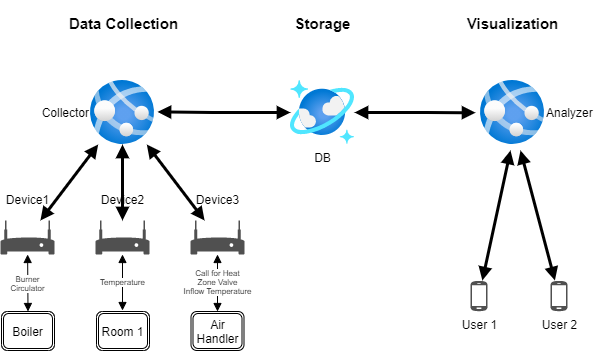 Data Collection
Storage
Visualization
Collector
DB
Analyzer
Device1
Device2
Device3
Burner
Circulator
Temperature
Call for Heat
Zone Valve
Inflow Temperature
Boiler
Room 1
Air
Handler
User 1
User 2